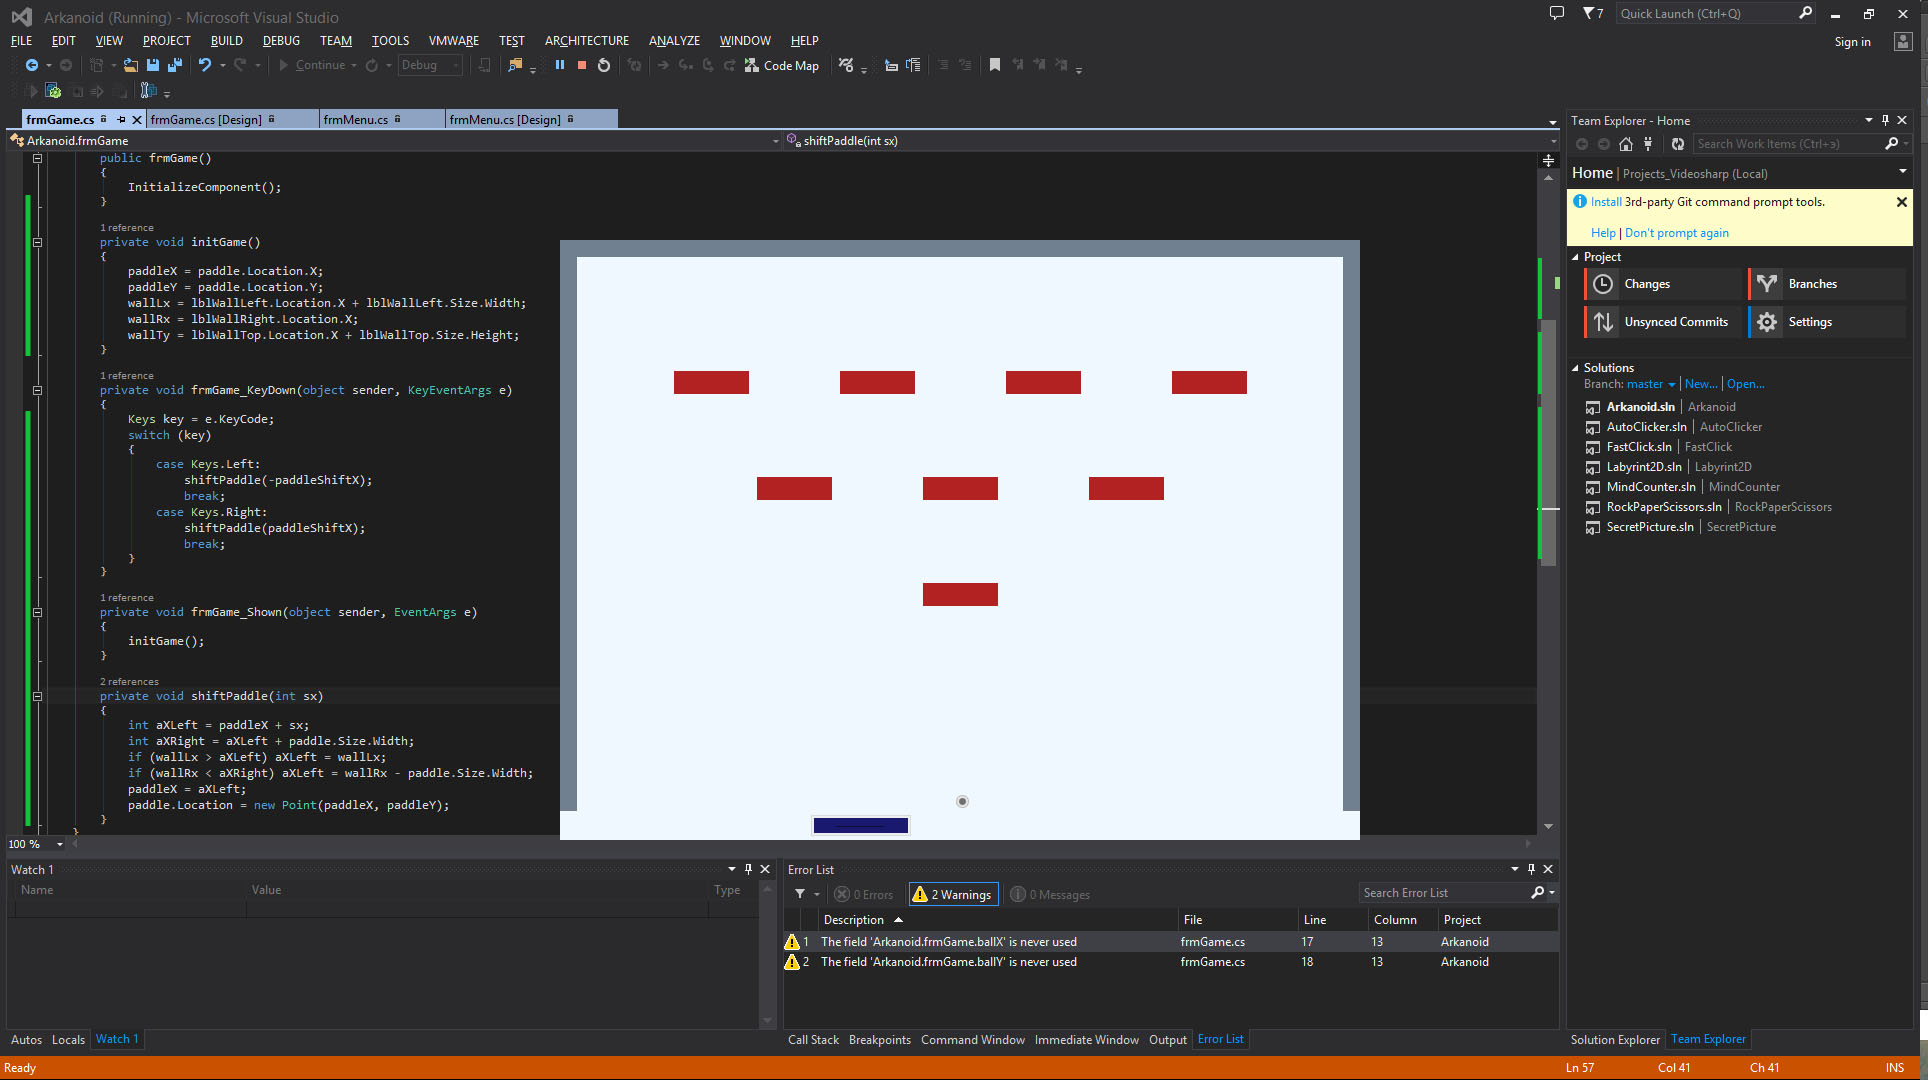 Arkanoid (Running) - Microsoft Visual Studio
7
Quick Launch (Ctrl+Q)
FILE EDIT VIEW PROJECT BUILD DEBUG TEAM TOOLS VMWARE TEST ARCHITECTURE ANALYZE WINDOW HELP
Sign in
Continue Debug Code Map
frmGame.cs frmGame.cs [Design] frmMenu.cs frmMenu.cs [Design]
Arkanoid.frmGame shiftPaddle(int sx)
public frmGame()
{
InitializeComponent();
}
1 reference
private void initGame()
{
paddleX = paddle.Location.X;
paddleY = paddle.Location.Y;
wallLx = lblWallLeft.Location.X + lblWallLeft.Size.Width;
wallRx = lblWallRight.Location.X;
wallTy = lblWallTop.Location.X + lblWallTop.Size.Height;
}
1 reference
private void frmGame_KeyDown(object sender, KeyEventArgs e)
{
Keys key = e.KeyCode;
switch (key)
{
case Keys.Left:
shiftPaddle(-paddleShiftX);
break;
case Keys.Right:
shiftPaddle(paddleShiftX);
break;
}
}
1 reference
private void frmGame_Shown(object sender, EventArgs e)
{
initGame();
}
2 references
private void shiftPaddle(int sx)
{
int aXLeft = paddleX + sx;
int aXRight = aXLeft + paddle.Size.Width;
if (wallLx > aXLeft) aXLeft = wallLx;
if (wallRx < aXRight) aXLeft = wallRx - paddle.Size.Width;
paddleX = aXLeft;
paddle.Location = new Point(paddleX, paddleY);
}
}
100 %
Team Explorer - Home
Search Work Items (Ctrl+э)
Home | Projects_Videosharp (Local)
Install 3rd-party Git command prompt tools.
Help | Don't prompt again
Project
Changes Branches
Unsynced Commits Settings
Solutions
Branch: master | New... | Open...
Arkanoid.sln | Arkanoid
AutoClicker.sln | AutoClicker
FastClick.sln | FastClick
Labyrint2D.sln | Labyrint2D
MindCounter.sln | MindCounter
RockPaperScissors.sln | RockPaperScissors
SecretPicture.sln | SecretPicture
Watch 1
Name Value Type
Error List
0 Errors 2 Warnings 0 Messages Search Error List
Description File Line Column Project
1 The field 'Arkanoid.frmGame.ballX' is never used frmGame.cs 17 13 Arkanoid
2 The field 'Arkanoid.frmGame.ballY' is never used frmGame.cs 18 13 Arkanoid
Autos Locals Watch 1
Call Stack Breakpoints Command Window Immediate Window Output Error List
Solution Explorer Team Explorer
Ready Ln 57 Col 41 Ch 41 INS